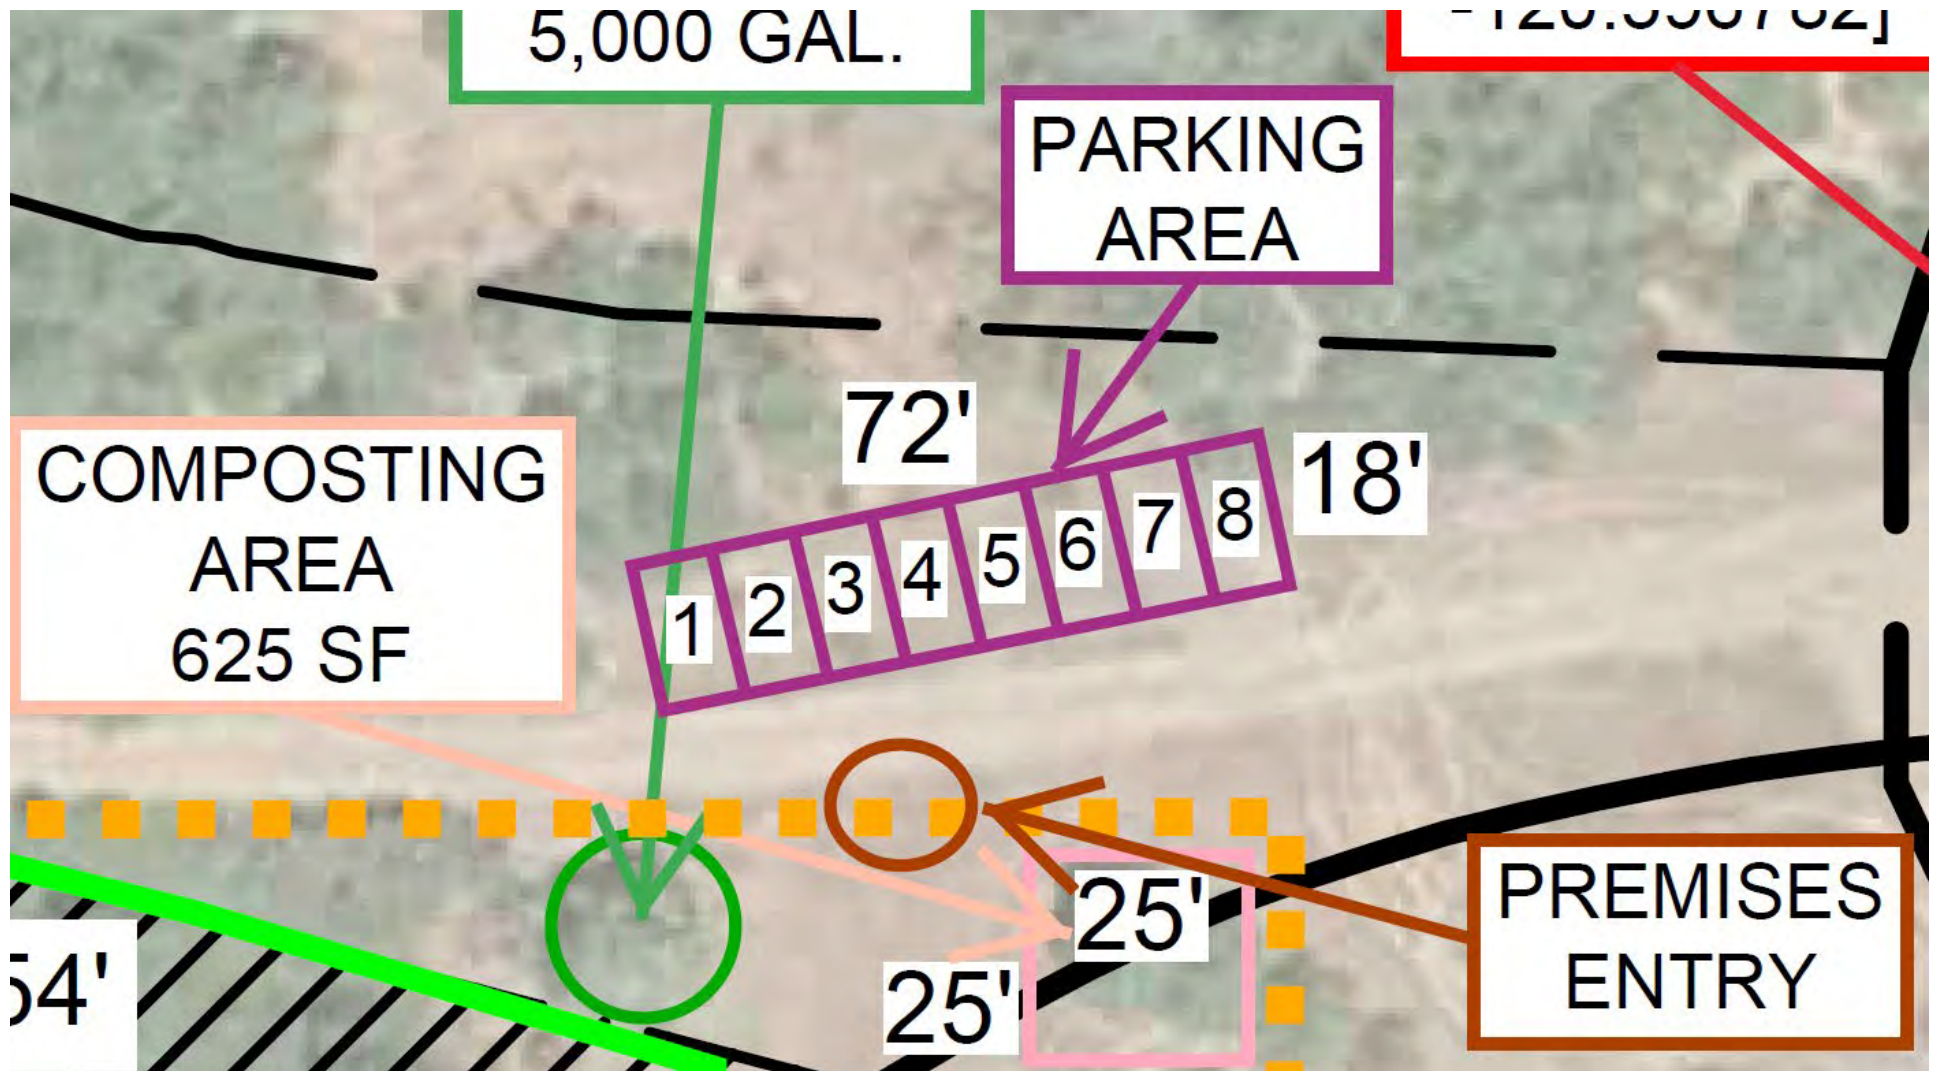 5,000 GAL.
PARKING
AREA
72'
18'
COMPOSTING
AREA
625 SF
1
2
3
4
5
6
7
8
25'
25'
PREMISES
ENTRY
54'